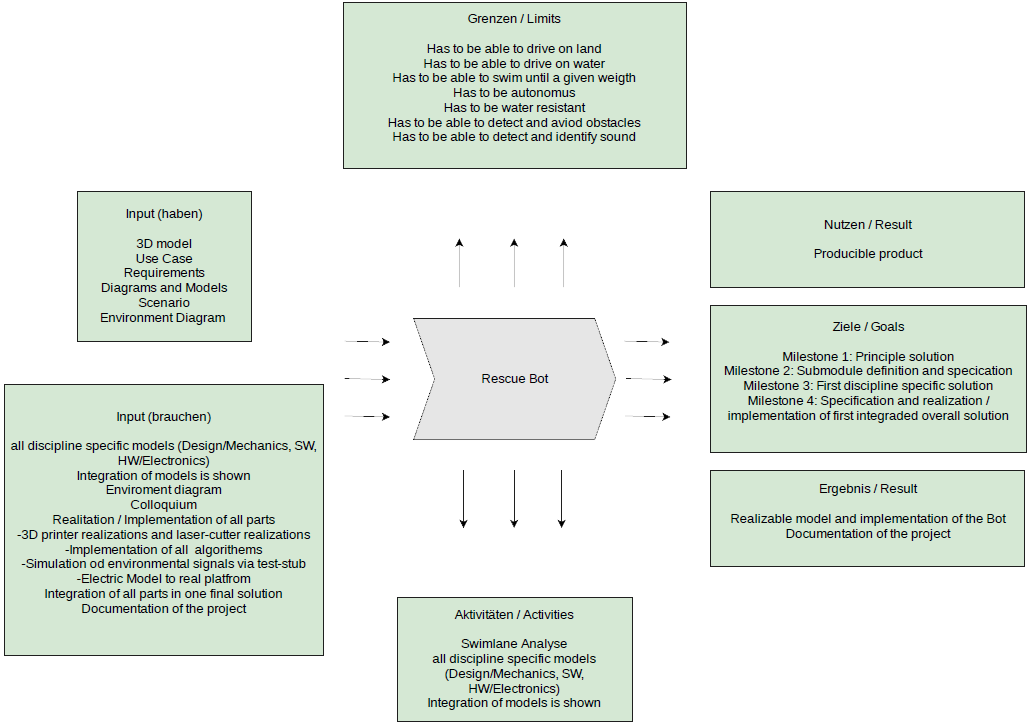 Grenzen / Limits
Has to be able to drive on land
Has to be able to drive on water
Has to be able to swim until a given weigth
Has to be autonomus
Has to be water resistant
Has to be able to detect and aviod obstacles
Has to be able to detect and identify sound
Input (haben)
3D model
Use Case
Requirements
Diagrams and Models
Scenario
Environment Diagram
Nutzen / Result
Producible product
Ziele / Goals
Milestone 1: Principle solution
Milestone 2: Submodule definition and specication
Milestone 3: First discipline specific solution
Milestone 4: Specification and realization /
implementation of first integraded overall solution
Rescue Bot
Input (brauchen)
all discipline specific models (Design/Mechanics, SW,
HW/Electronics)
Integration of models is shown
Enviroment diagram
Colloquium
Realitation / Implementation of all parts
-3D printer realizations and laser-cutter realizations
-Implementation of all  algorithems
-Simulation od environmental signals via test-stub
-Electric Model to real platfrom
Integration of all parts in one final solution
Documentation of the project
Ergebnis / Result
Realizable model and implementation of the Bot
Documentation of the project
Aktivitäten / Activities
Swimlane Analyse
all discipline specific models
(Design/Mechanics, SW,
HW/Electronics)
Integration of models is shown